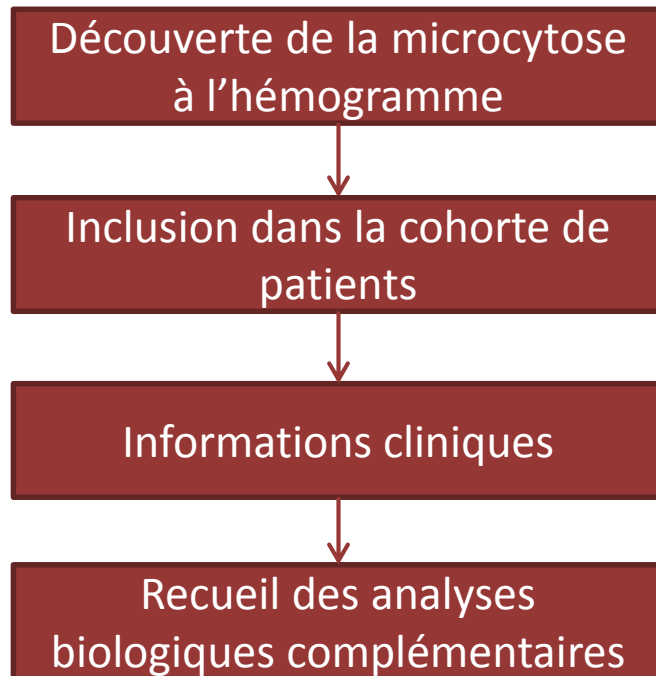 Découverte de la microcytose
à l’hémogramme
Inclusion dans la cohorte de
patients
Informations cliniques
Recueil des analyses
biologiques complémentaires